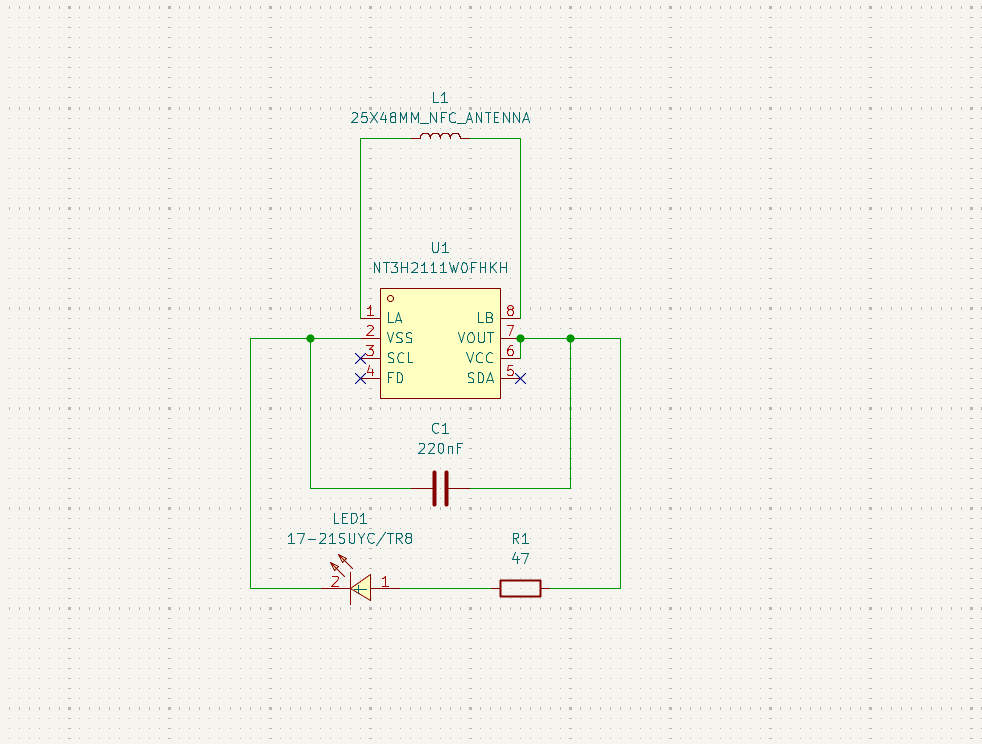 L1
25X48MM_NFC_ANTENNA
U1
NT3H2111W0FHKH
1 LA LB 8
2 VSS VOUT 7
3 SCL VCC 6
4 FD SDA 5
C1
220nF
LED1
17-21SUYC/TR8
R1
47
2 1